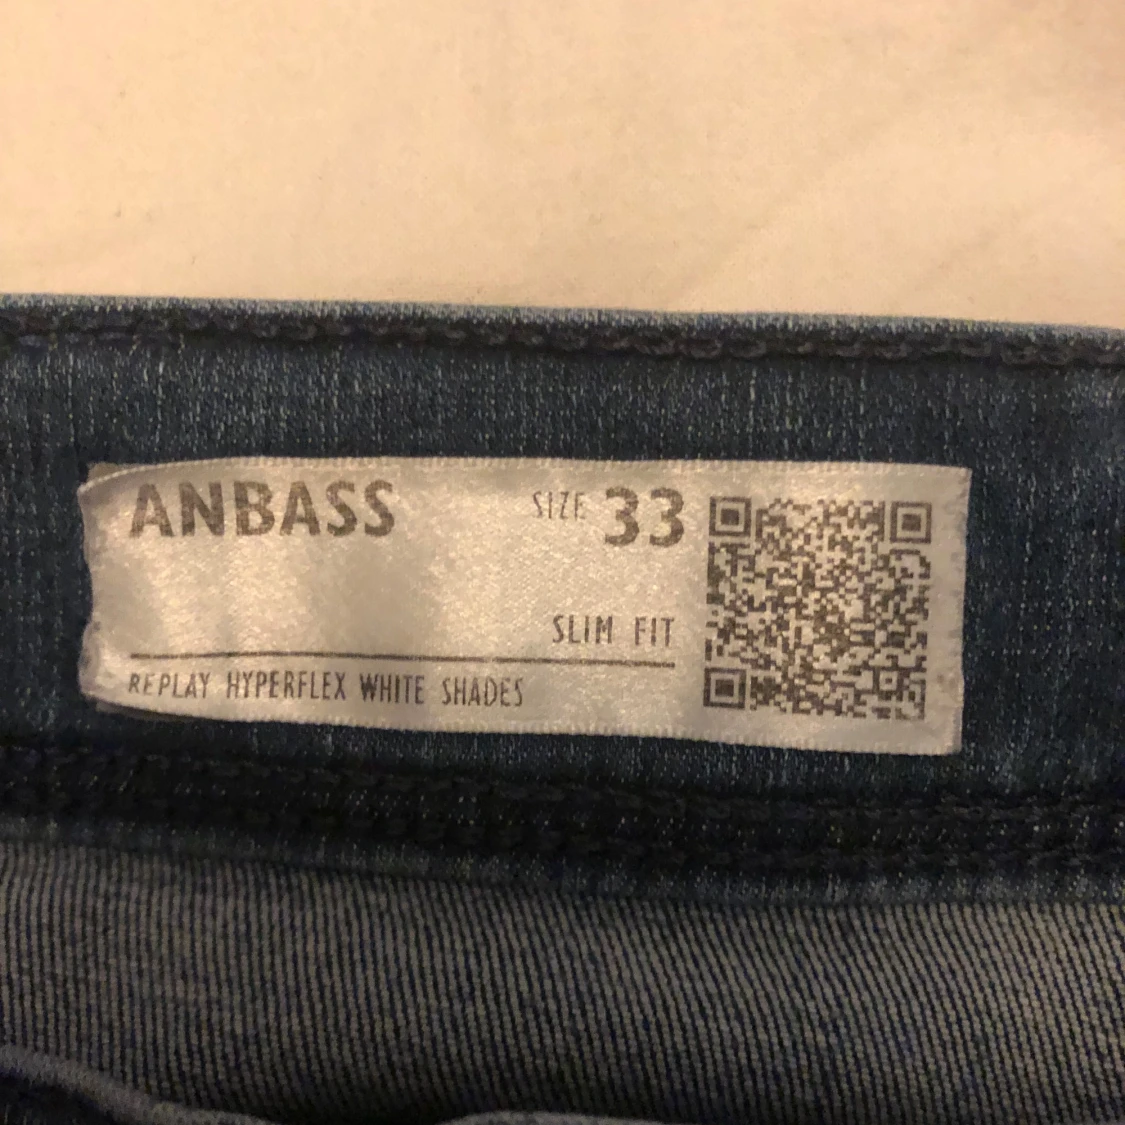 ANBASS SIZE 33
SLIM FIT
REPLAY HYPERFLEX WHITE SHADES